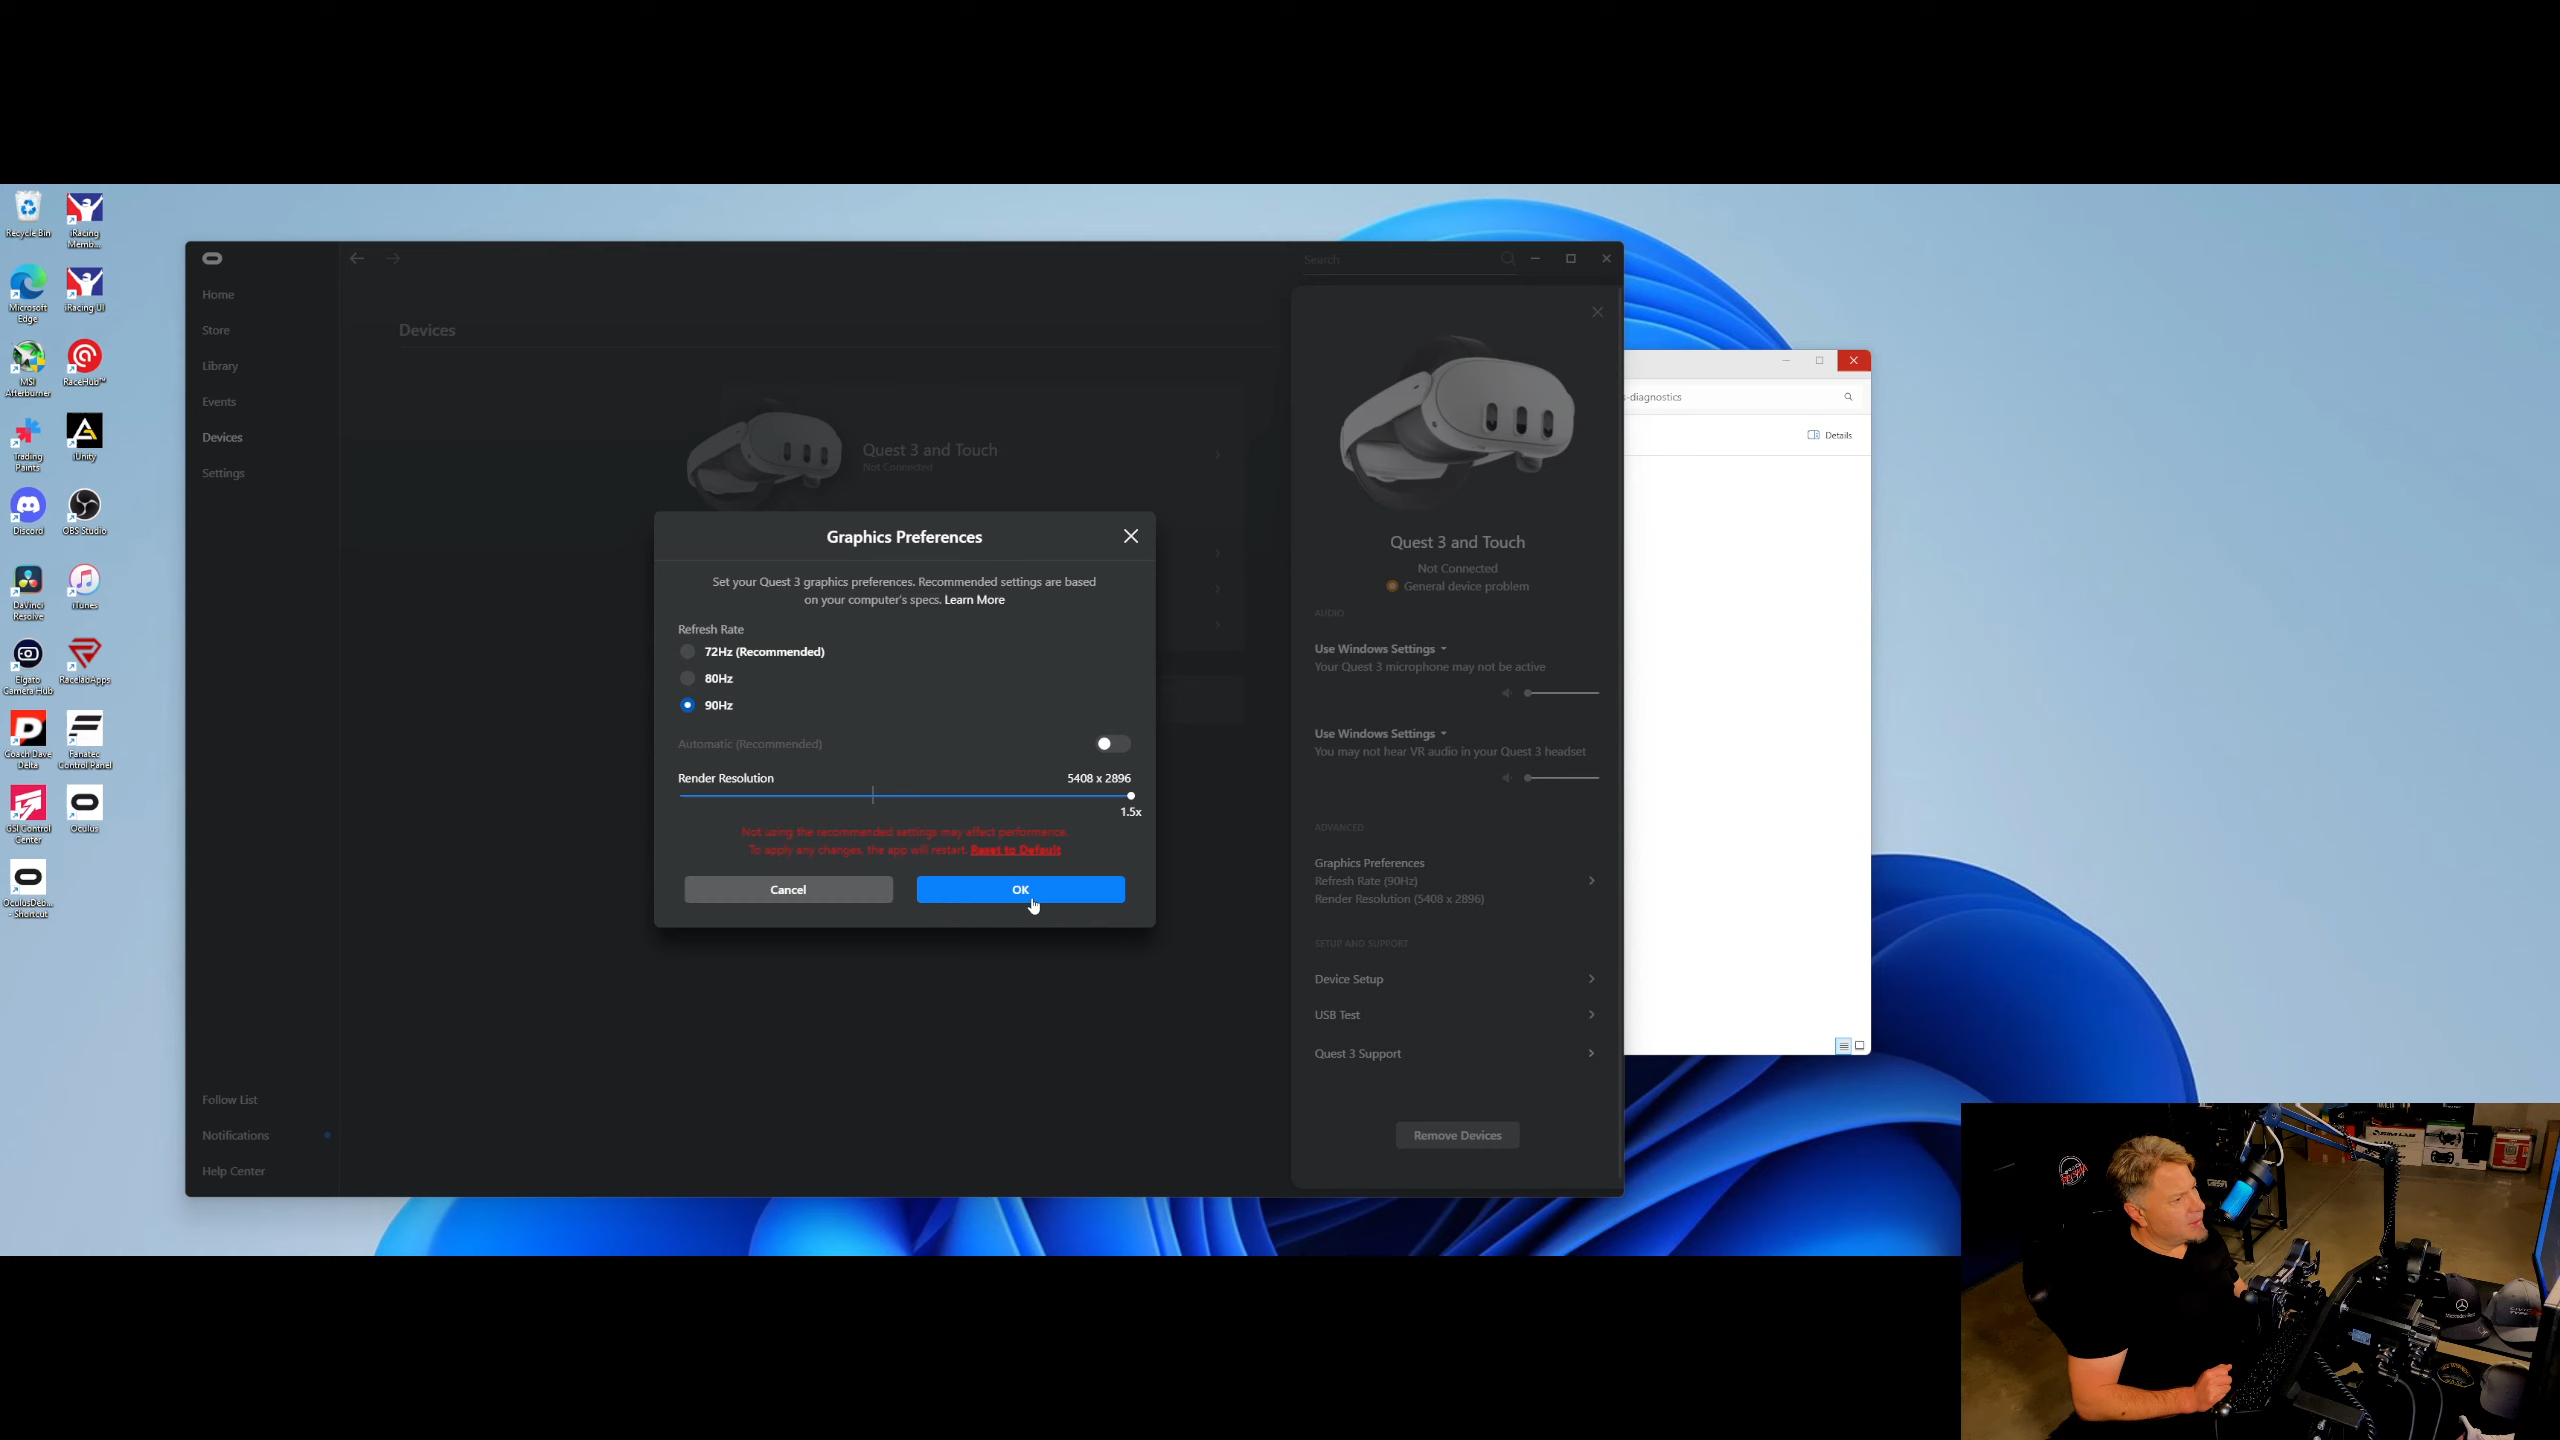 Recycle Bin
iRacing
Memb...
Microsoft
Edge
iRacing UI
MSI
Afterburner
RaceHub™
Trading
Paints
iUnity
Discord
OBS Studio
DaVinci
Resolve
iTunes
Elgato
Camera Hub
RacelabApps
Coach Dave
Delta
Fanatec
Control Panel
GSI Control
Center
Oculus
OculusDeb...
- Shortcut
Home
Store
Library
Events
Devices
Settings
Follow List
Notifications
Help Center
Search
Devices
Quest 3 and Touch
Not Connected
Graphics Preferences
Set your Quest 3 graphics preferences. Recommended settings are based
on your computer's specs. Learn More
Refresh Rate
72Hz (Recommended)
80Hz
90Hz
Automatic (Recommended)
Render Resolution 5408 x 2896
1.5x
Not using the recommended settings may affect performance.
To apply any changes, the app will restart. Reset to Default
Cancel
OK
Quest 3 and Touch
Not Connected
General device problem
AUDIO
Use Windows Settings
Your Quest 3 microphone may not be active
Use Windows Settings
You may not hear VR audio in your Quest 3 headset
ADVANCED
Graphics Preferences
Refresh Rate (90Hz)
Render Resolution (5408 x 2896)
SETUP AND SUPPORT
Device Setup
USB Test
Quest 3 Support
Remove Devices
s-diagnostics
Details
SIM LAB